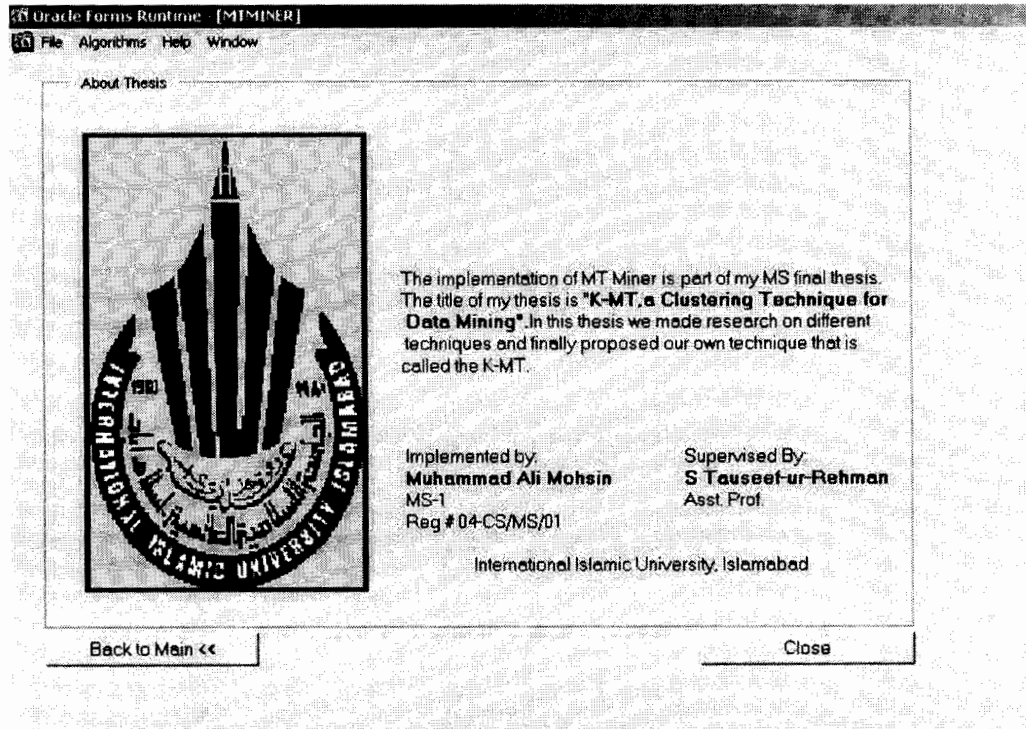 Oracle Forms Runtime - [MTMINER]
File Algorithms Help Window
About Thesis
The implementation of MT Miner is part of my MS final thesis.
The title of my thesis is "K-MT,a Clustering Technique for
Data Mining".In this thesis we made research on different
techniques and finally proposed our own technique that is
called the K-MT.
INTERNATIONAL ISLAMIC UNIVERSITY ISLAMABAD
Implemented by:
Muhammad Ali Mohsin
MS-1
Reg # 04-CS/MS/01
Supervised By:
S Tauseef-ur-Rehman
Asst. Prof.
International Islamic University, Islamabad
Back to Main <<
Close